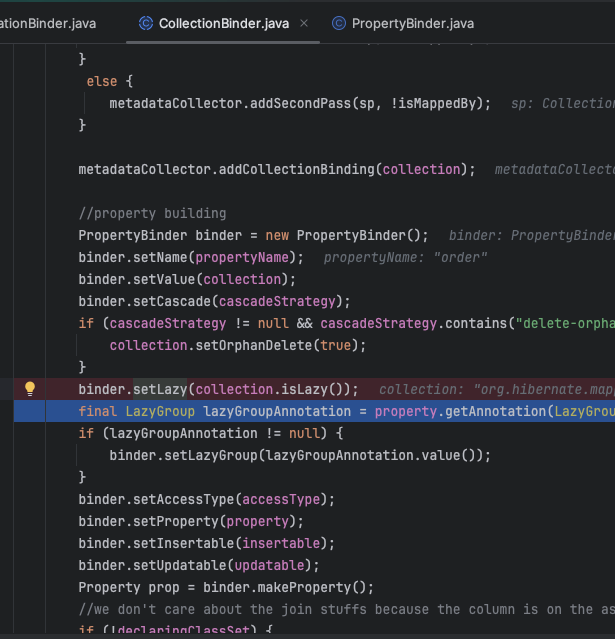 ationBinder.java CollectionBinder.java × PropertyBinder.java
}
else {
metadataCollector.addSecondPass(sp, !isMappedBy); sp: Collection
}
metadataCollector.addCollectionBinding(collection); metadataCollecto
//property building
PropertyBinder binder = new PropertyBinder(); binder: PropertyBinder
binder.setName(propertyName); propertyName: "order"
binder.setValue(collection);
binder.setCascade(cascadeStrategy);
if (cascadeStrategy != null && cascadeStrategy.contains("delete-orpha
collection.setOrphanDelete(true);
}
binder.setLazy(collection.isLazy()); collection: "org.hibernate.mapp
final LazyGroup lazyGroupAnnotation = property.getAnnotation(LazyGrou
if (lazyGroupAnnotation != null) {
binder.setLazyGroup(lazyGroupAnnotation.value());
}
binder.setAccessType(accessType);
binder.setProperty(property);
binder.setInsertable(insertable);
binder.setUpdatable(updatable);
Property prop = binder.makeProperty();
//we don't care about the join stuffs because the column is on the as
if (!declaringClassSet) {